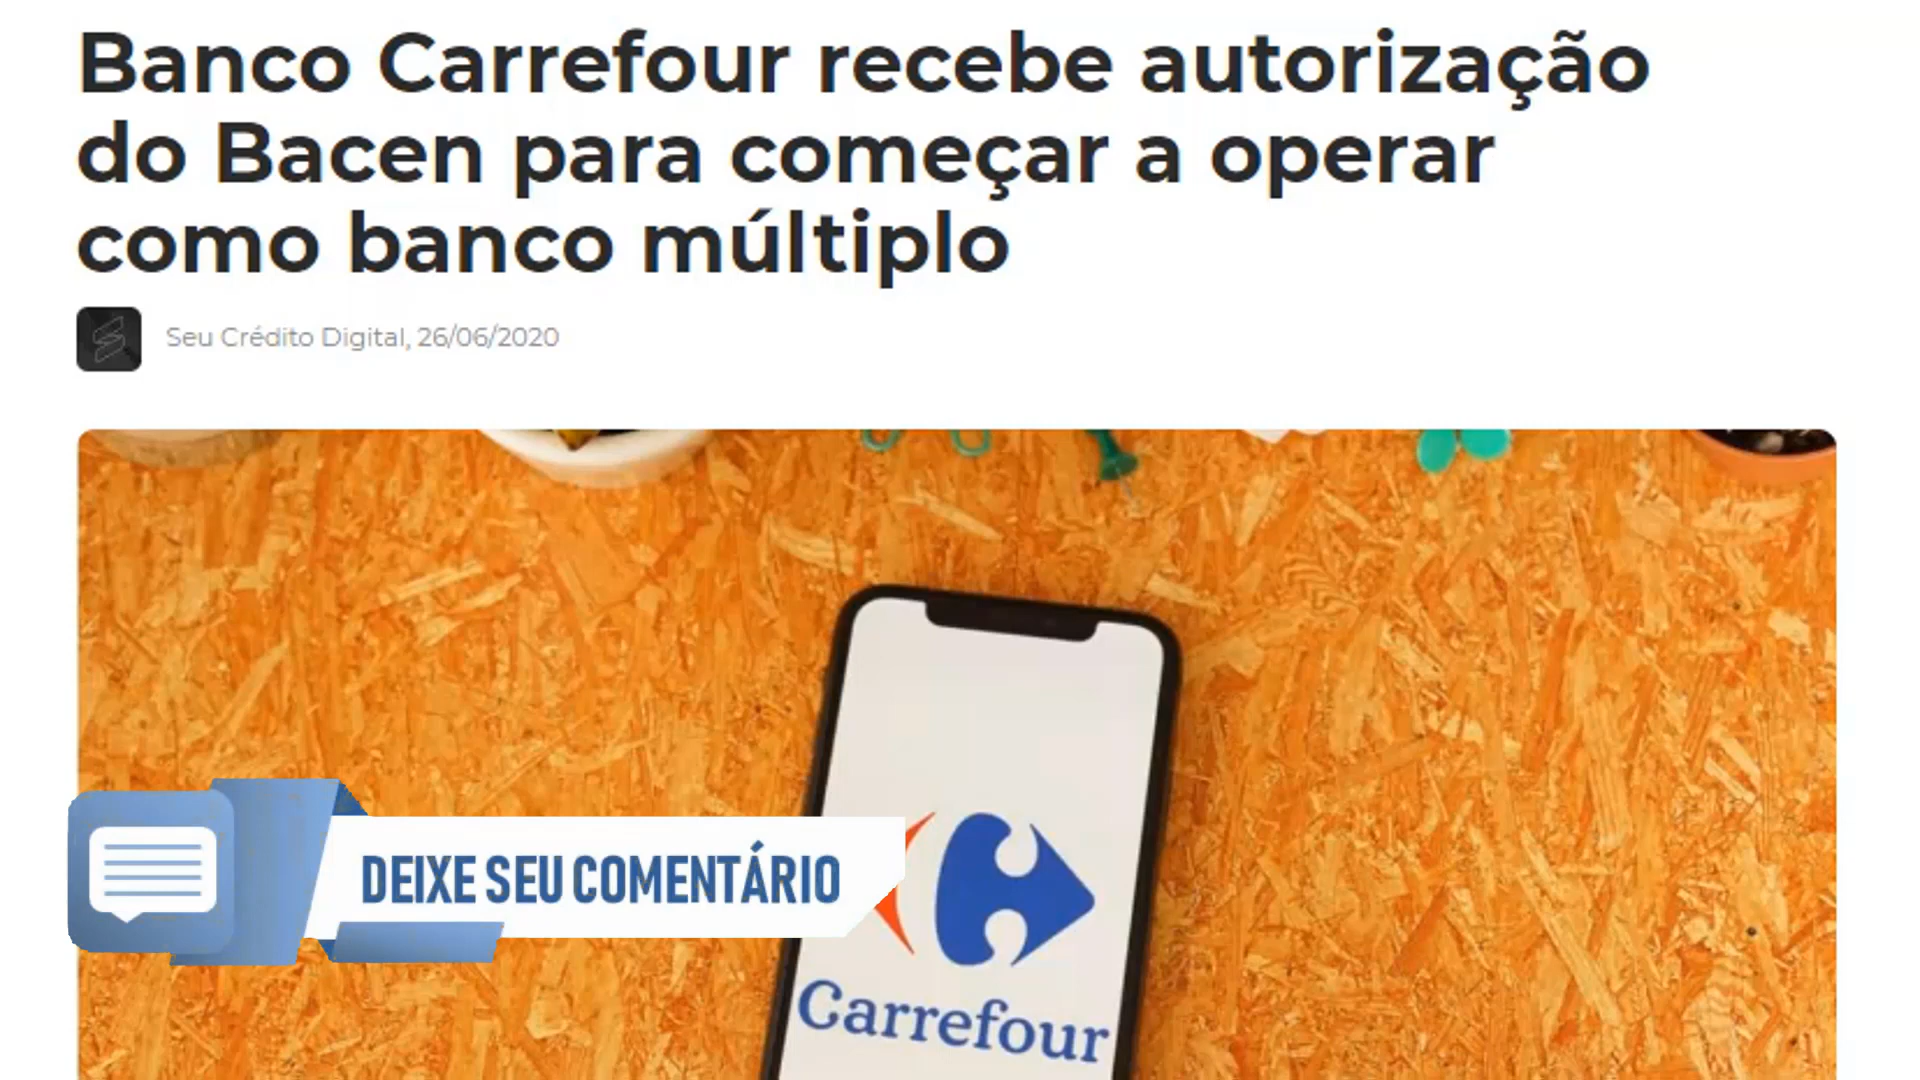 Banco Carrefour recebe autorização
do Bacen para começar a operar
como banco múltiplo
Seu Crédito Digital, 26/06/2020
DEIXE SEU COMENTÁRIO
Carrefour